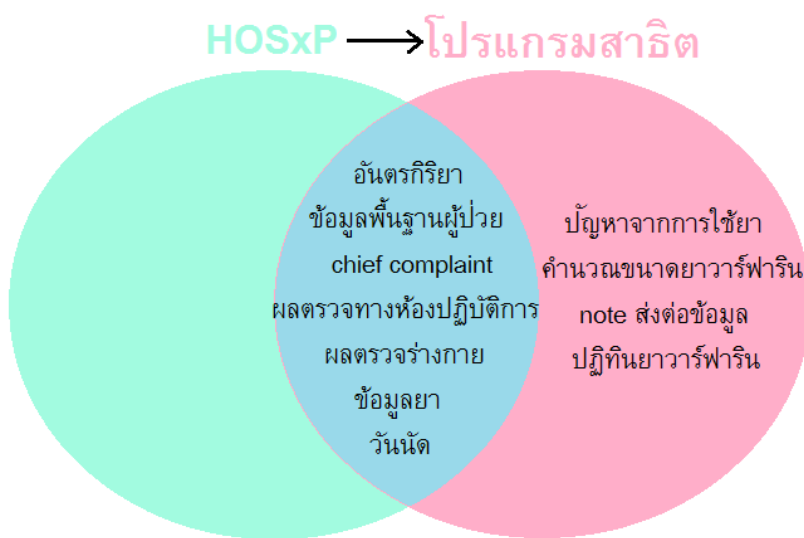 HOSxP → โปรแกรมสาธิต
อันตรกิริยา
ข้อมูลพื้นฐานผู้ป่วย
chief complaint
ผลตรวจทางห้องปฏิบัติการ
ผลตรวจร่างกาย
ข้อมูลยา
วันนัด
ปัญหาจากการใช้ยา
คำนวณขนาดยาวาร์ฟาริน
note ส่งต่อข้อมูล
ปฏิทินยาวาร์ฟาริน